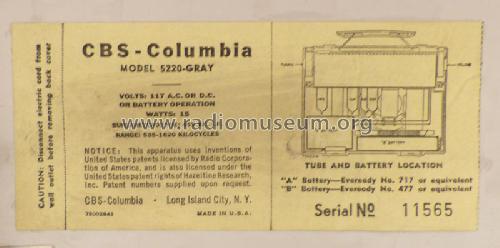 CAUTION: Disconnect electric cord from
wall outlet before removing back cover
CBS-Columbia
MODEL 5220-GRAY
VOLTS: 117 A.C. OR D.C.
OR BATTERY OPERATION
WATTS: 15
www.radiomuseum.org
RANGE: 535-1620 KILOCYCLES
NOTICE: This apparatus uses inventions of
United States patents licensed by Radio Corpora-
tion of America, and is also licensed under the
United States patent rights of Hazeltine Research,
Inc. Patent numbers supplied upon request.
CBS-Columbia - Long Island City, N. Y.
MADE IN U.S.A.
"B" BATTERY
TUBE AND BATTERY LOCATION
"A" Battery—Eveready No. 717 or equivalent
"B" Battery—Eveready No. 477 or equivalent
Serial No 11565